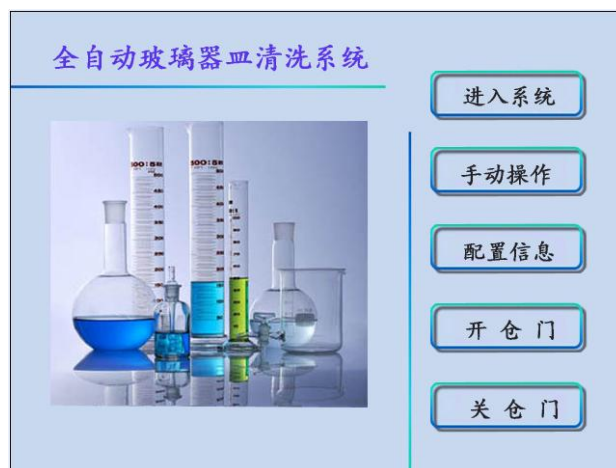 全自动玻璃器皿清洗系统
进入系统
手动操作
配置信息
开 仓 门
关 仓 门